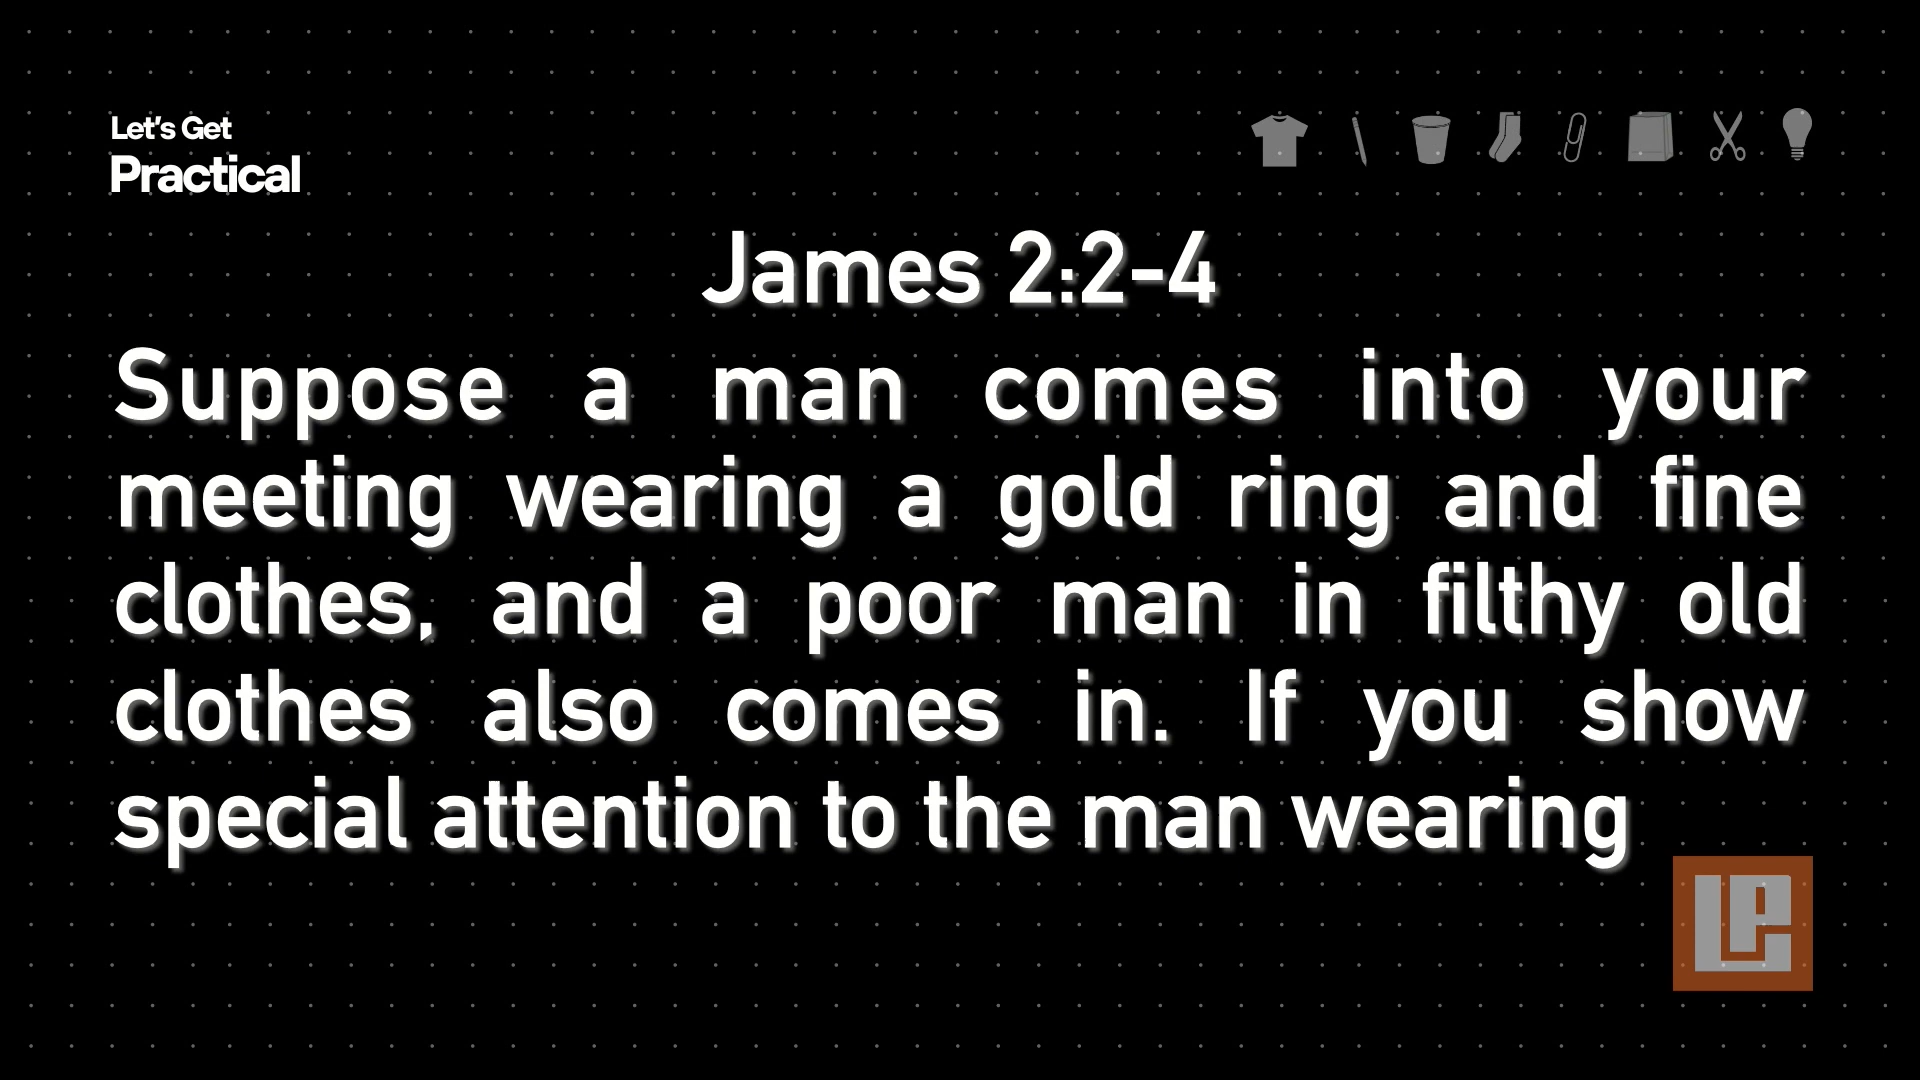 Let's Get
Practical
James 2:2-4
Suppose a man comes into your
meeting wearing a gold ring and fine
clothes, and a poor man in filthy old
clothes also comes in. If you show
special attention to the man wearing
LP